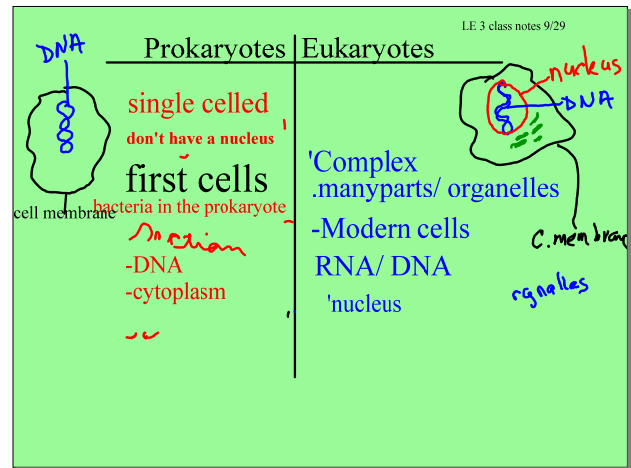 LE 3 class notes 9/29
Prokaryotes Eukaryotes
DNA
single celled
don't have a nucleus
first cells
bacteria in the prokaryote
cell membrane
-DNA
-cytoplasm
nucleus
DNA
'Complex
.manyparts/ organelles
-Modern cells
RNA/ DNA
'nucleus
C.membrane